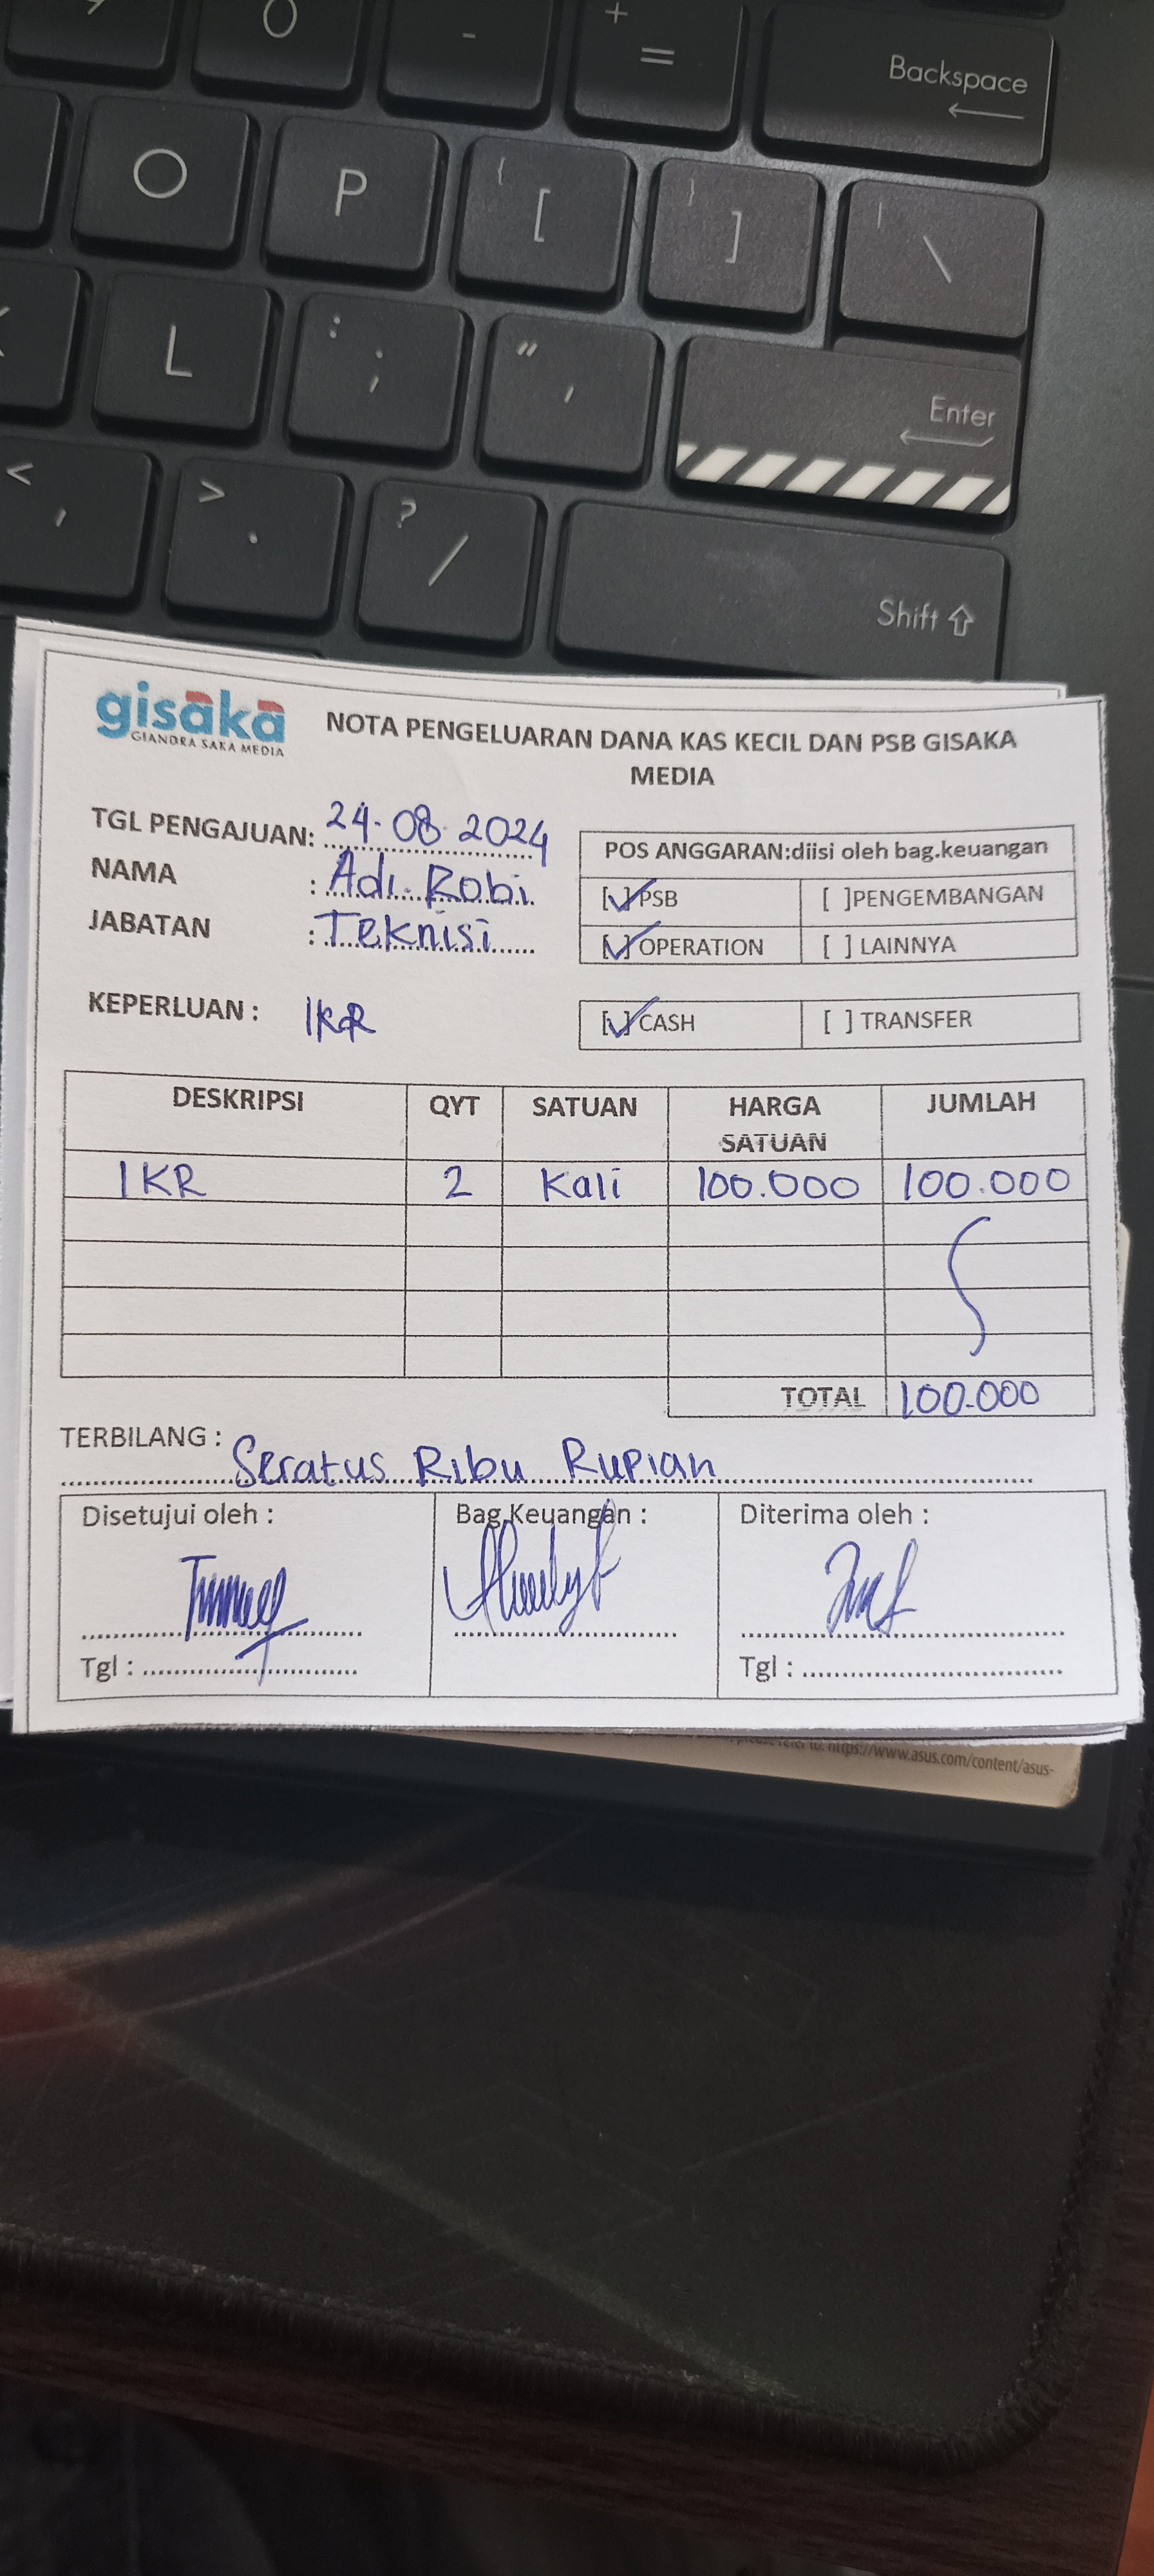 O - + =
Backspace
O P { [ } ] | \
L : ; " '
Enter
< , > . ? /
Shift
gisaka
GIANDRA SAKA MEDIA
NOTA PENGELUARAN DANA KAS KECIL DAN PSB GISAKA
MEDIA
TGL PENGAJUAN: 24-08-2024
NAMA : Adi. Robi
JABATAN : Teknisi
POS ANGGARAN:diisi oleh bag.keuangan
[✓] PSB [ ]PENGEMBANGAN
[✓] OPERATION [ ] LAINNYA
KEPERLUAN : IKR
[✓] CASH [ ] TRANSFER
DESKRIPSI QYT SATUAN HARGA SATUAN JUMLAH
IKR 2 Kali 100.000 100.000
TOTAL 100.000
TERBILANG :
Seratus Ribu Rupiah
Disetujui oleh : Bag.Keuangan : Diterima oleh :
Tgl : Tgl :
refer to: https://www.asus.com/content/asus-